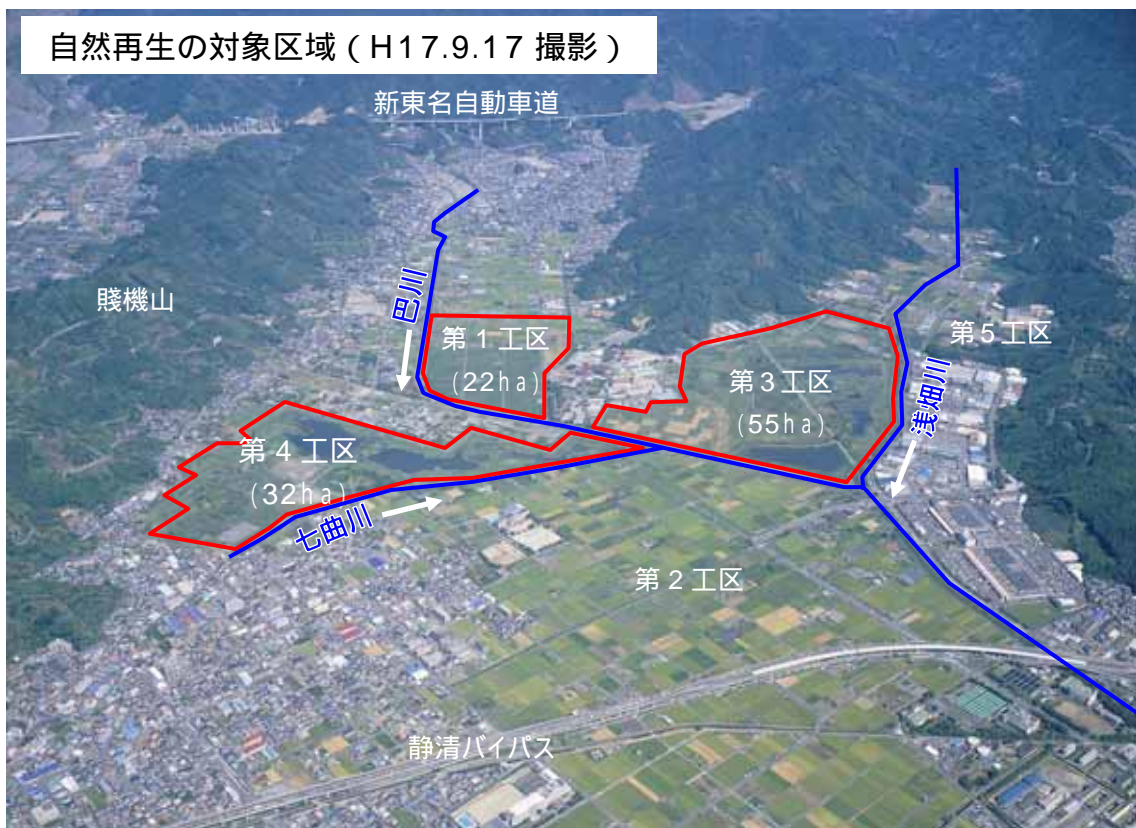 自然再生の対象区域（H17.9.17 撮影）
新東名自動車道
賤機山
巴川
第1工区
(22ha)
第5工区
第3工区
(55ha)
浅畑川
第4工区
(32ha)
七曲川
第2工区
静清バイパス